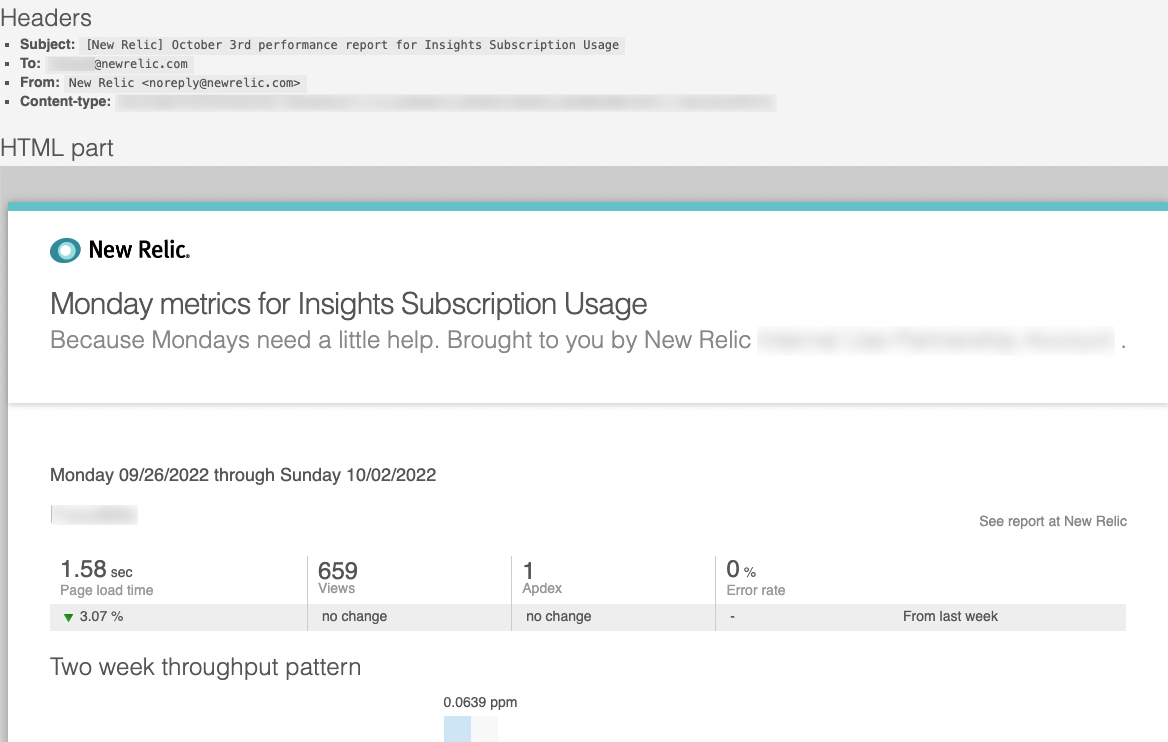 Headers
Subject: [New Relic] October 3rd performance report for Insights Subscription Usage
To: @newrelic.com
From: New Relic <noreply@newrelic.com>
Content-type:
HTML part
New Relic.
Monday metrics for Insights Subscription Usage
Because Mondays need a little help. Brought to you by New Relic .
Monday 09/26/2022 through Sunday 10/02/2022
See report at New Relic
1.58 sec 659 1 0 %
Page load time Views Apdex Error rate
▼ 3.07 % no change no change - From last week
Two week throughput pattern
0.0639 ppm